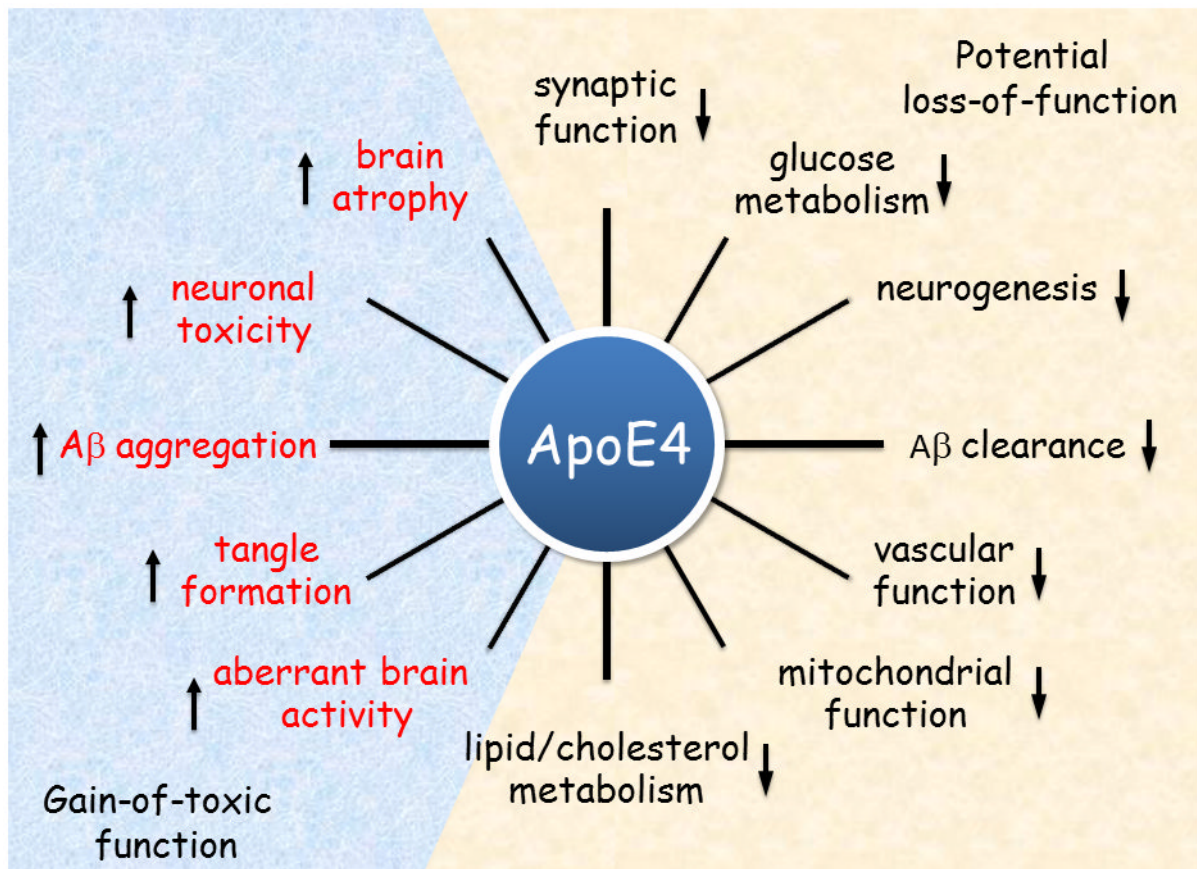 Potential
loss-of-function
synaptic
function
glucose
metabolism
neurogenesis
Aβ clearance
vascular
function
mitochondrial
function
lipid/cholesterol
metabolism
brain
atrophy
neuronal
toxicity
Aβ aggregation
tangle
formation
aberrant brain
activity
Gain-of-toxic
function
ApoE4